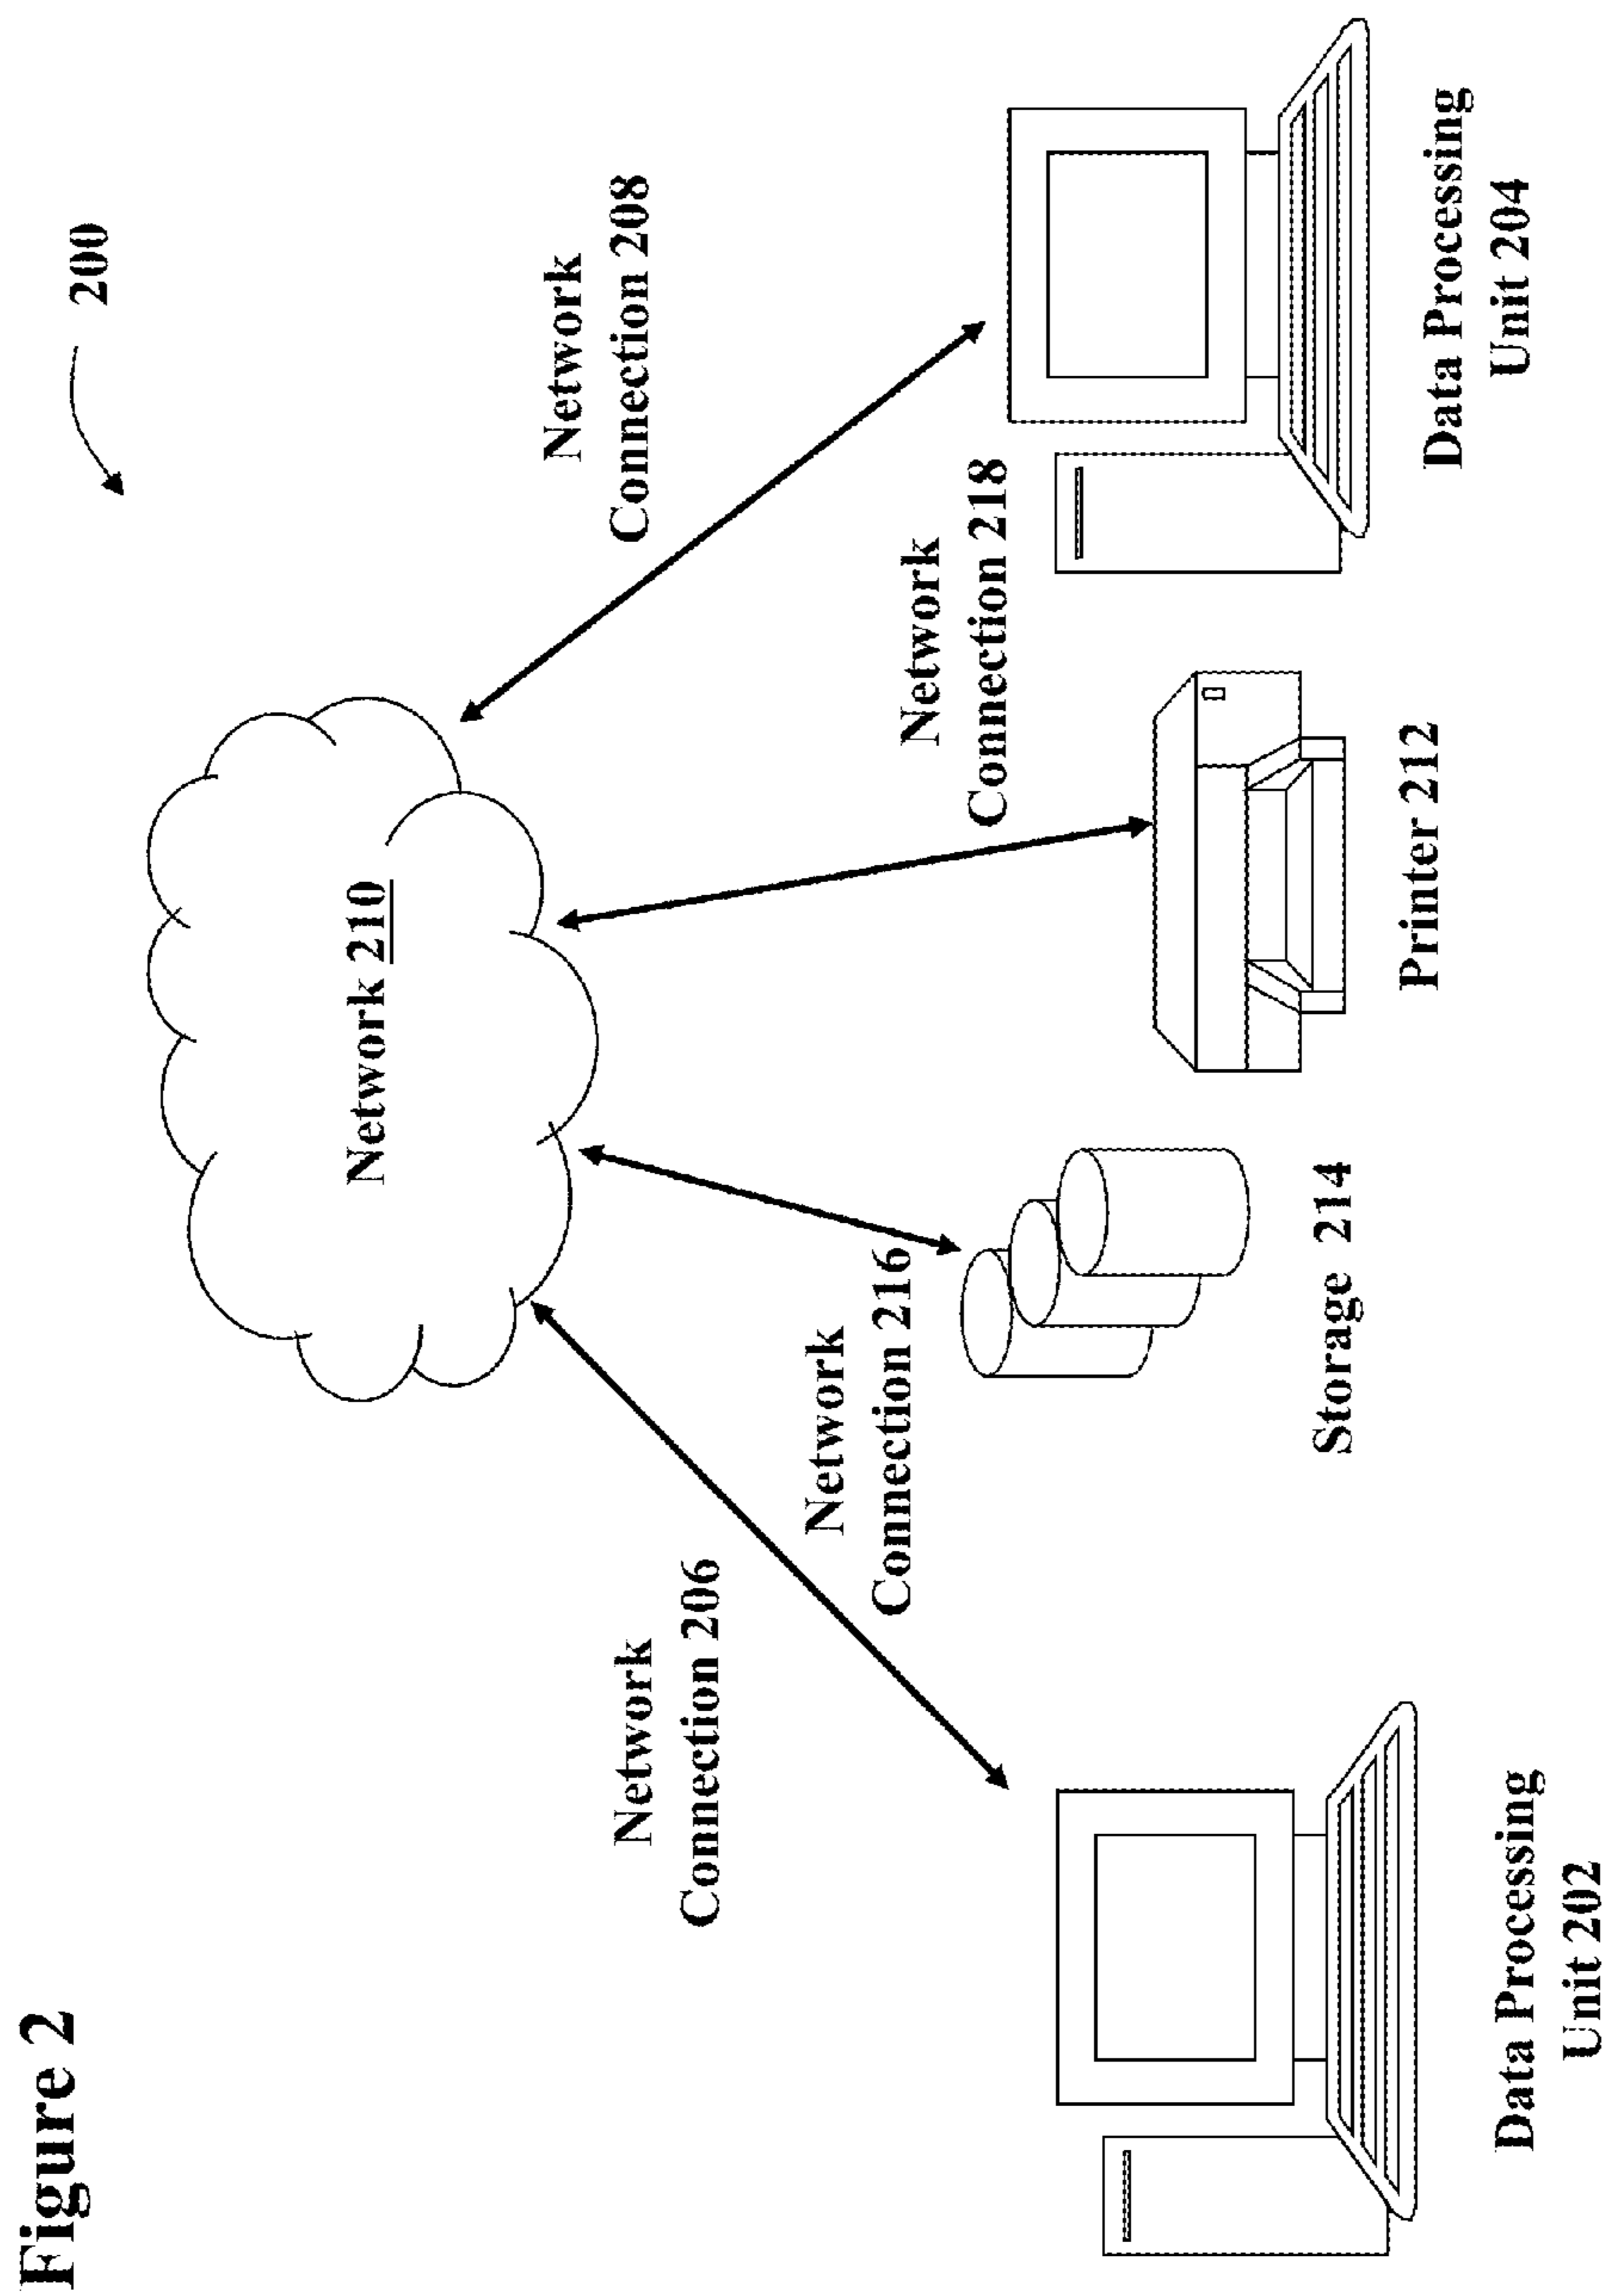 Figure 2
200
Network 210
Network
Connection 208
Network
Connection 206
Network
Connection 216
Network
Connection 218
Data Processing
Unit 202
Storage 214
Printer 212
Data Processing
Unit 204